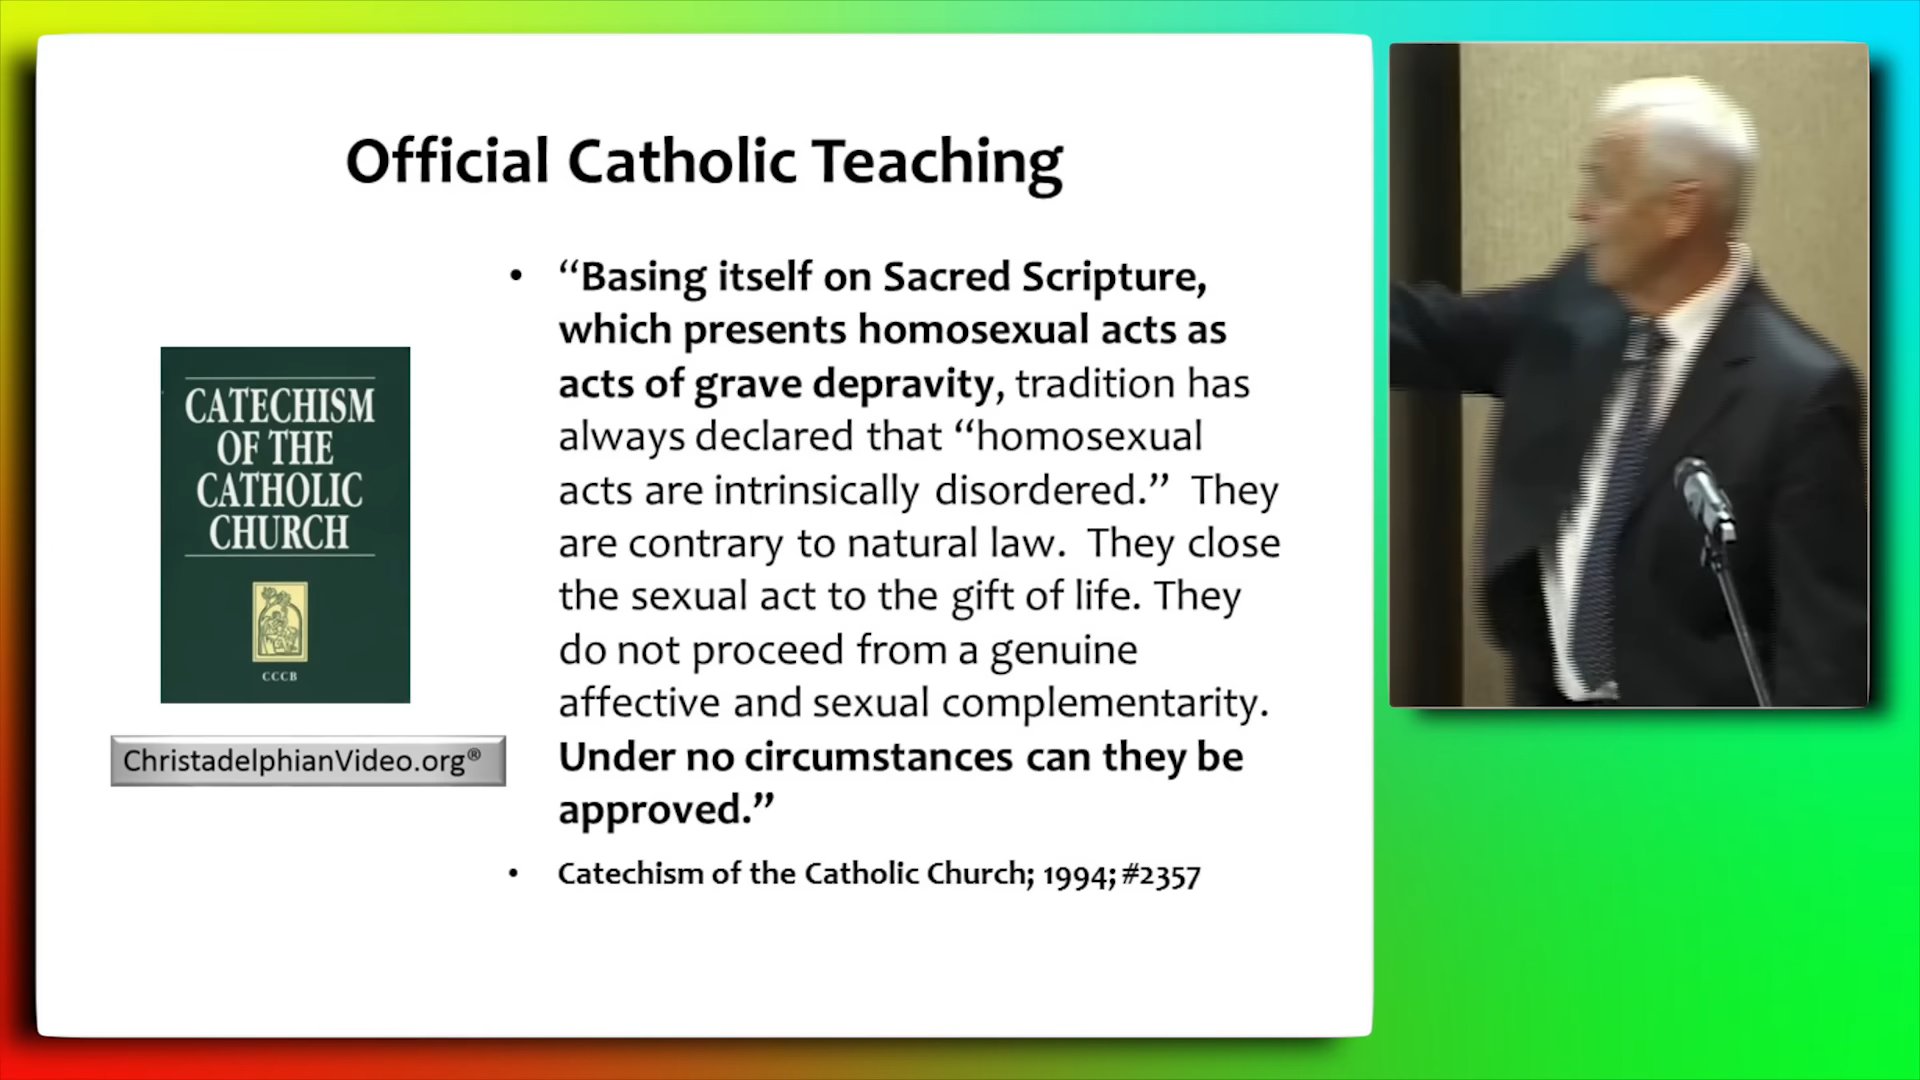 Official Catholic Teaching
• “Basing itself on Sacred Scripture,
which presents homosexual acts as
acts of grave depravity, tradition has
always declared that “homosexual
acts are intrinsically disordered.” They
are contrary to natural law. They close
the sexual act to the gift of life. They
do not proceed from a genuine
affective and sexual complementarity.
Under no circumstances can they be
approved.”
• Catechism of the Catholic Church; 1994; #2357
CATECHISM
OF THE
CATHOLIC
CHURCH
CCCB
ChristadelphianVideo.org®